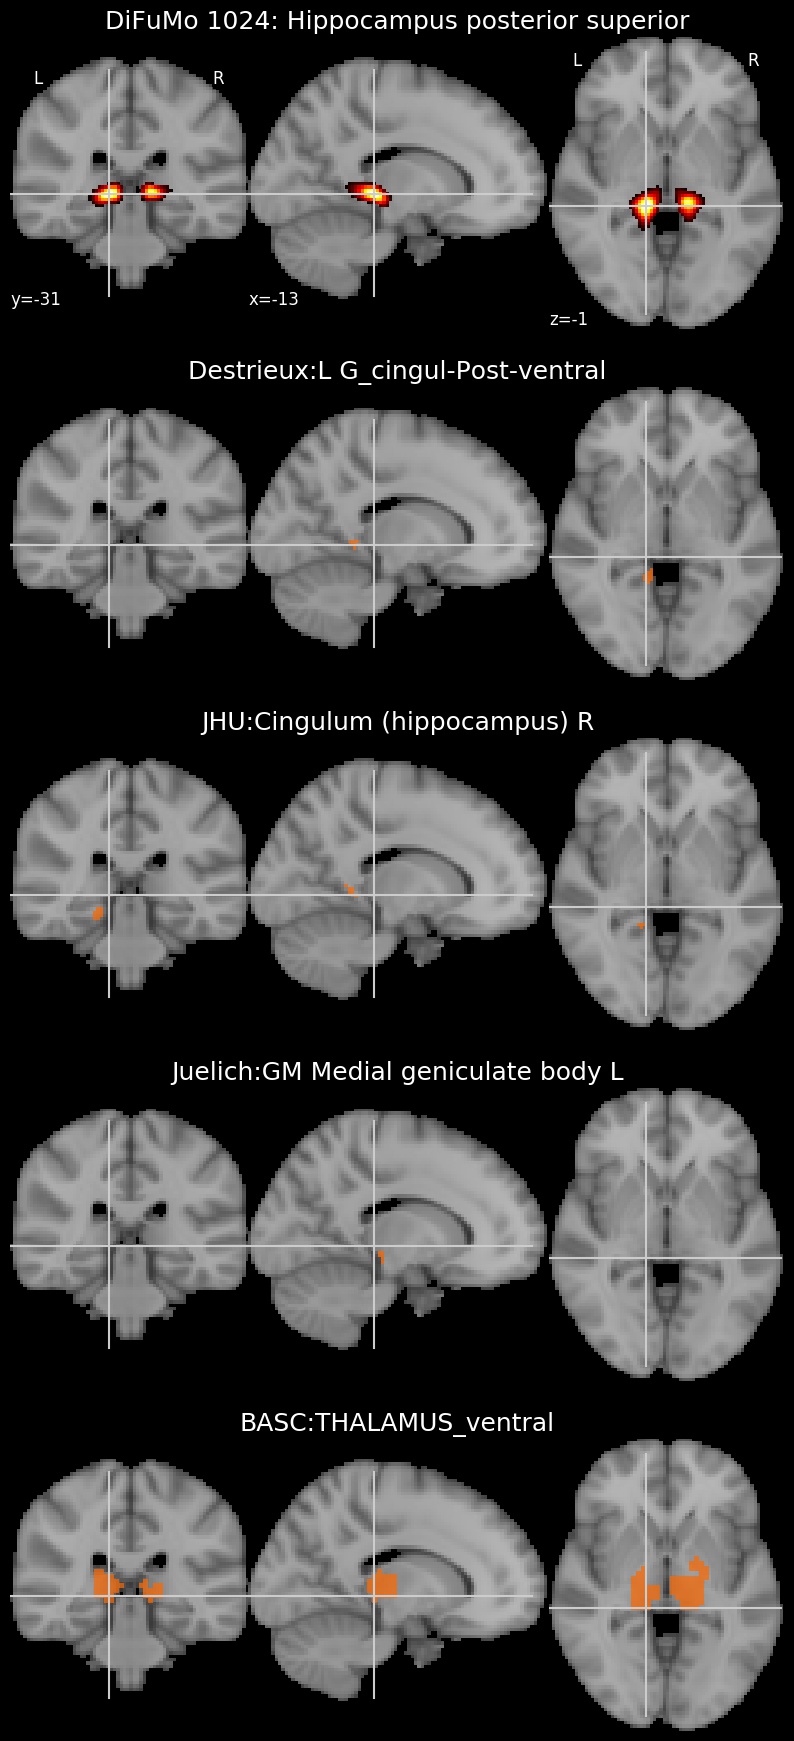 DiFuMo 1024: Hippocampus posterior superior
L R
L R
y=-31 x=-13 z=-1
Destrieux:L G_cingul-Post-ventral
JHU:Cingulum (hippocampus) R
Juelich:GM Medial geniculate body L
BASC:THALAMUS_ventral